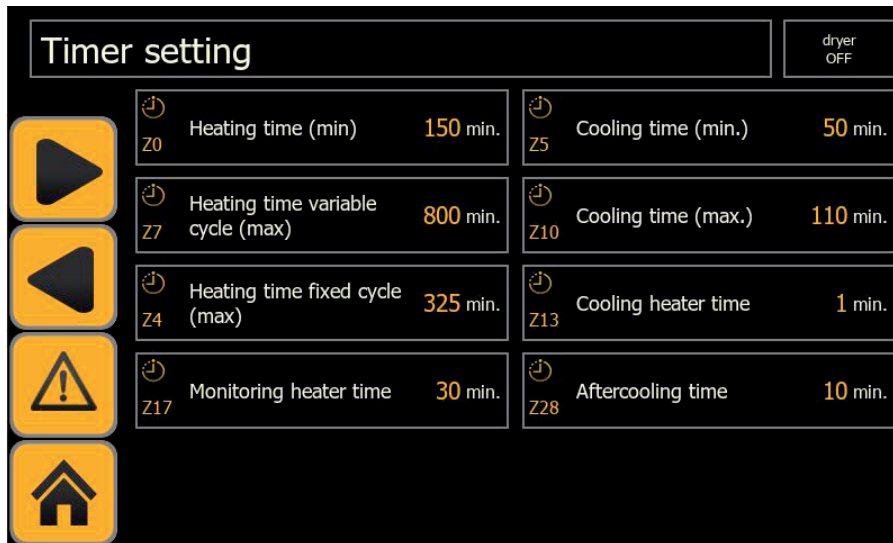 Timer setting
dryer
OFF
Z0 Heating time (min) 150 min.
Z5 Cooling time (min.) 50 min.
Z7 Heating time variable
cycle (max) 800 min.
Z10 Cooling time (max.) 110 min.
Z4 Heating time fixed cycle
(max) 325 min.
Z13 Cooling heater time 1 min.
Z17 Monitoring heater time 30 min.
Z28 Aftercooling time 10 min.